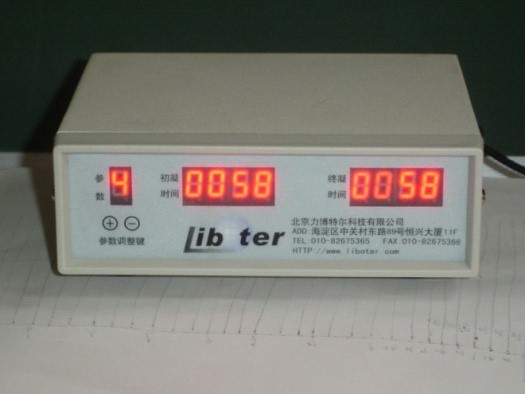 参数
4
初凝时间
0058
终凝时间
0058
参数调整键
Liboter
北京力博特尔科技有限公司
ADD:海淀区中关村东路89号恒兴大厦11F
TEL:010-82675365 FAX:010-82675366
HTTP://www.liboter.com